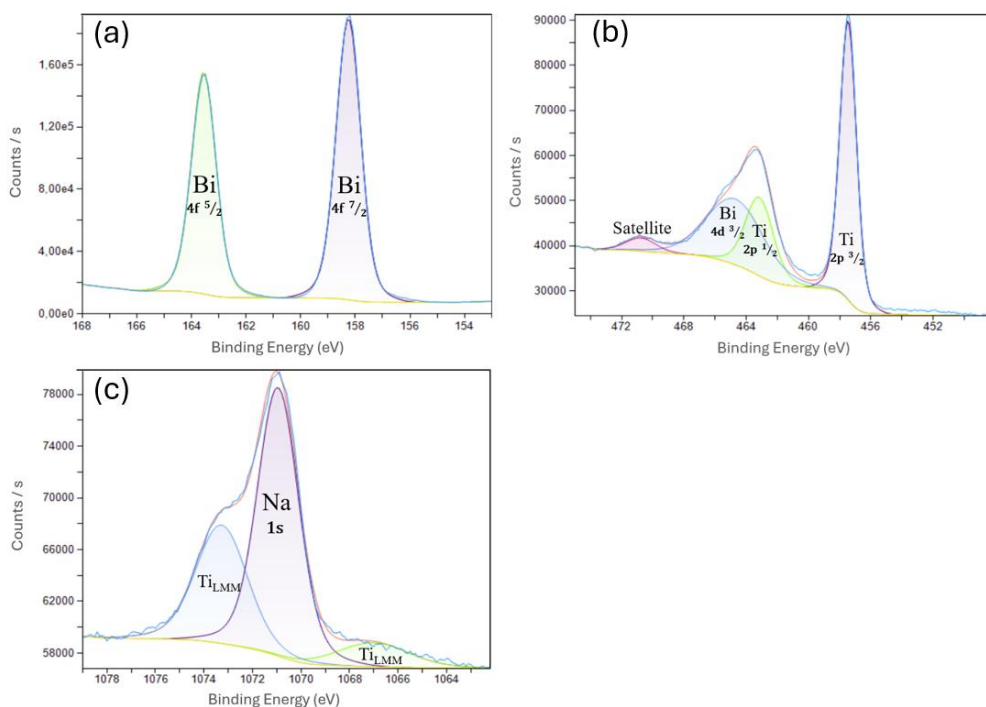 (a)
Counts / s
1,60e5
1,20e5
8,00e4
4,00e4
0,00e0
Bi
4f 5/2
Bi
4f 7/2
168 166 164 162 160 158 156 154
Binding Energy (eV)
(b)
Counts / s
90000
80000
70000
60000
50000
40000
30000
Satellite
Bi
4d 3/2
Ti
2p 1/2
Ti
2p 3/2
472 468 464 460 456 452
Binding Energy (eV)
(c)
Counts / s
78000
74000
70000
66000
62000
58000
Na
1s
TiLMM
TiLMM
1078 1076 1074 1072 1070 1068 1066 1064
Binding Energy (eV)